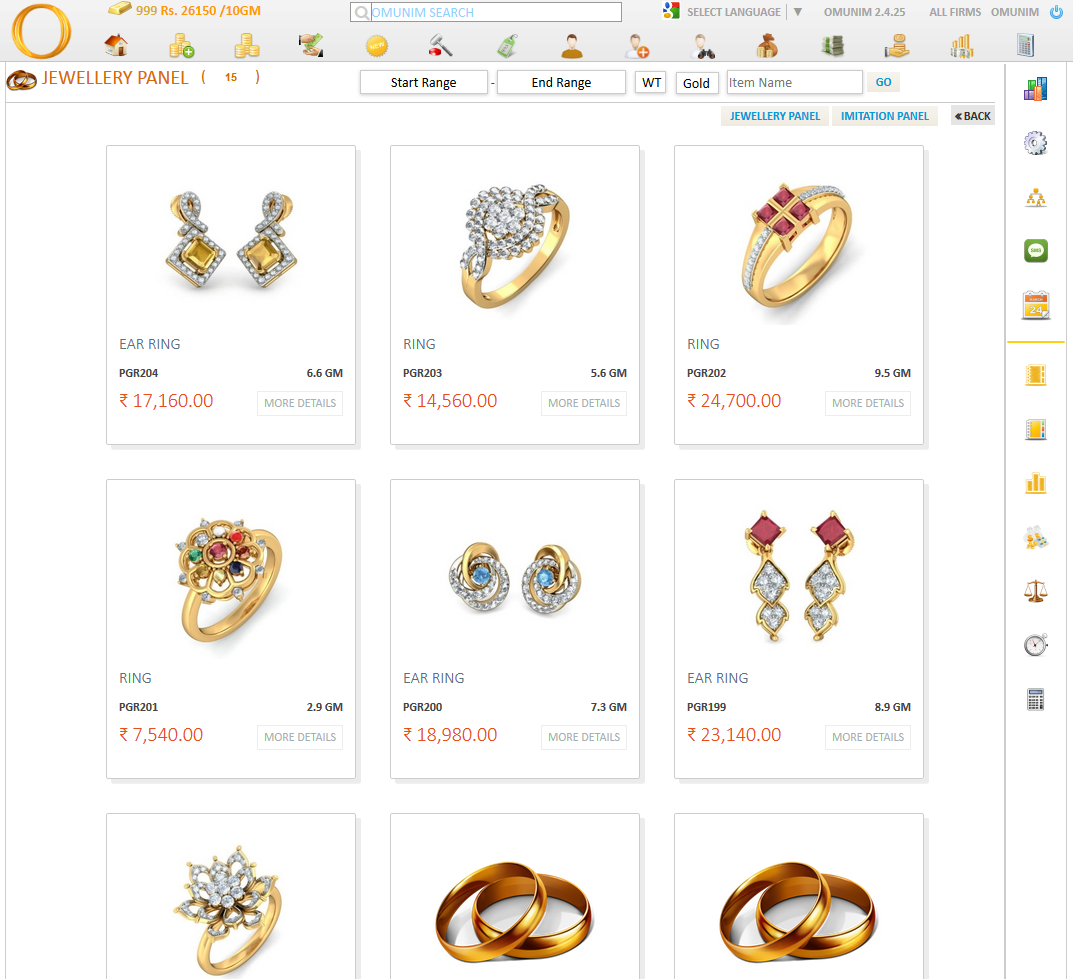 999 Rs. 26150 /10GM
OMUNIM SEARCH
SELECT LANGUAGE ▼ OMUNIM 2.4.25 ALL FIRMS OMUNIM
NEW
JEWELLERY PANEL ( 15 )
Start Range - End Range WT Gold Item Name GO
JEWELLERY PANEL IMITATION PANEL « BACK
SMS
24
EAR RING
PGR204 6.6 GM
₹ 17,160.00 MORE DETAILS
RING
PGR203 5.6 GM
₹ 14,560.00 MORE DETAILS
RING
PGR202 9.5 GM
₹ 24,700.00 MORE DETAILS
RING
PGR201 2.9 GM
₹ 7,540.00 MORE DETAILS
EAR RING
PGR200 7.3 GM
₹ 18,980.00 MORE DETAILS
EAR RING
PGR199 8.9 GM
₹ 23,140.00 MORE DETAILS